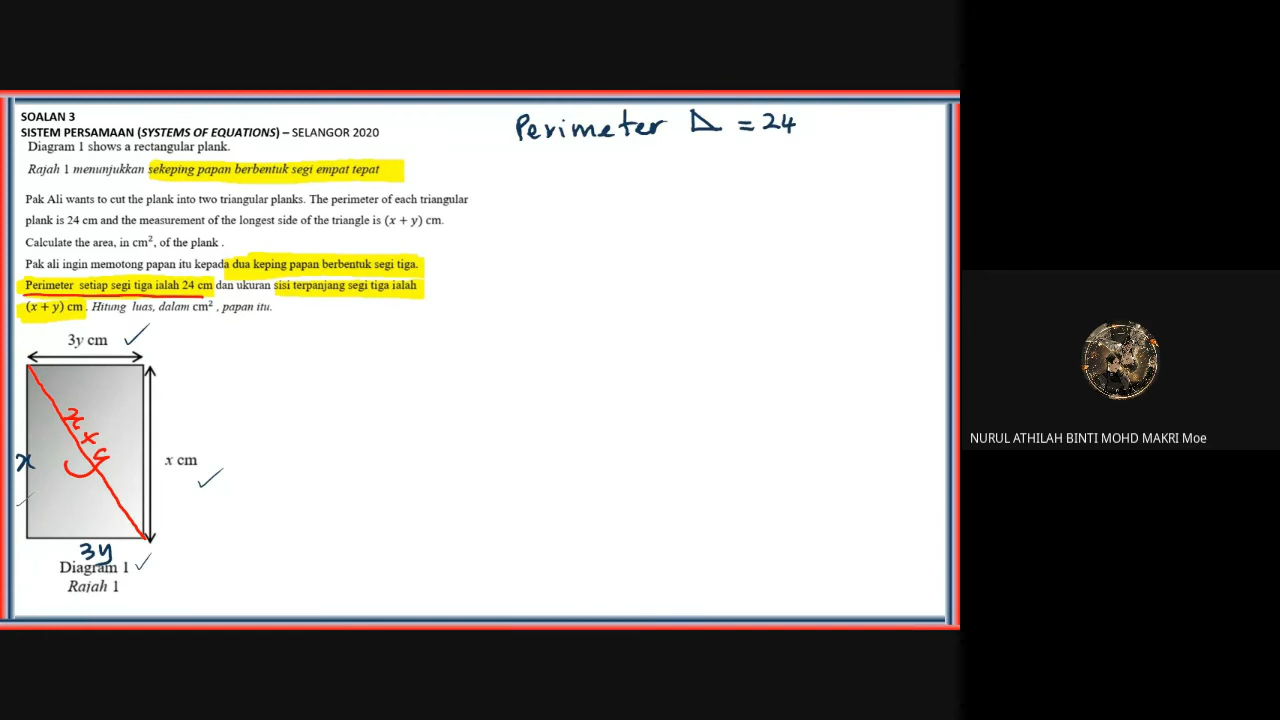 SOALAN 3
SISTEM PERSAMAAN (SYSTEMS OF EQUATIONS) – SELANGOR 2020
Diagram 1 shows a rectangular plank.
Rajah 1 menunjukkan sekeping papan berbentuk segi empat tepat
Perimeter ⊿ = 24
Pak Ali wants to cut the plank into two triangular planks. The perimeter of each triangular
plank is 24 cm and the measurement of the longest side of the triangle is (x + y) cm.
Calculate the area, in cm², of the plank .
Pak ali ingin memotong papan itu kepada dua keping papan berbentuk segi tiga.
Perimeter setiap segi tiga ialah 24 cm dan ukuran sisi terpanjang segi tiga ialah
(x + y) cm . Hitung luas, dalam cm² , papan itu.
3y cm
x + y
x
x cm
3y
Diagram 1
Rajah 1
NURUL ATHILAH BINTI MOHD MAKRI Moe